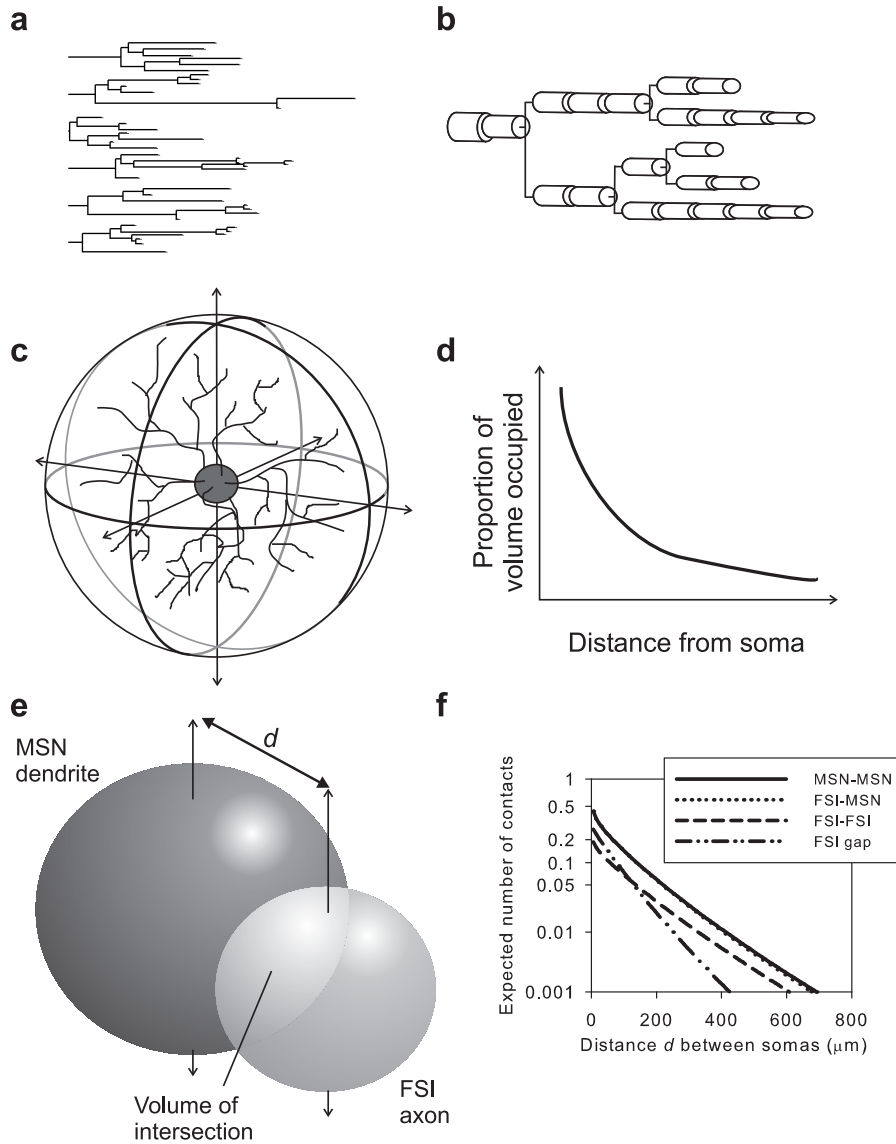 a
b
c
d
Proportion of
volume occupied
Distance from soma
e
MSN
dendrite
d
Volume of
intersection
FSI
axon
f
MSN-MSN
FSI-MSN
FSI-FSI
FSI gap
Expected number of contacts
1
0.5
0.2
0.1
0.05
0.01
0.001
0 200 400 600 800
Distance d between somas (μm)